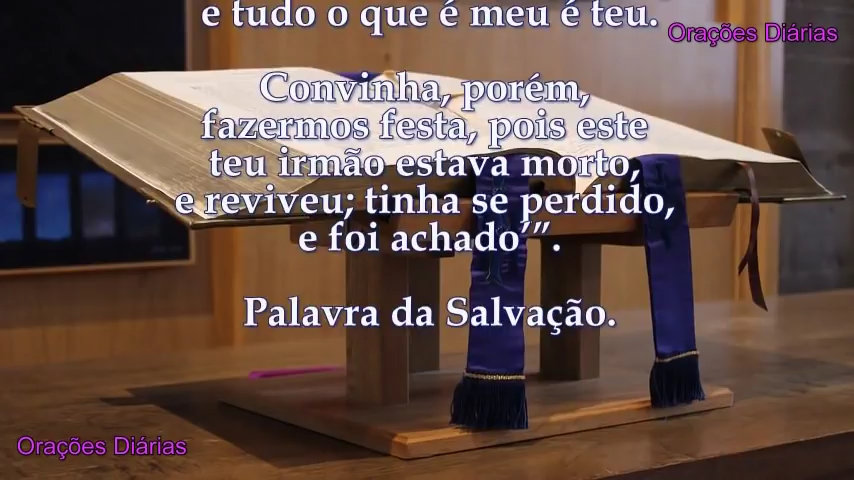 e tudo o que é meu é teu.
Orações Diárias
Convinha, porém,
fazermos festa, pois este
teu irmão estava morto,
e reviveu; tinha se perdido,
e foi achado’”.
Palavra da Salvação.
Orações Diárias